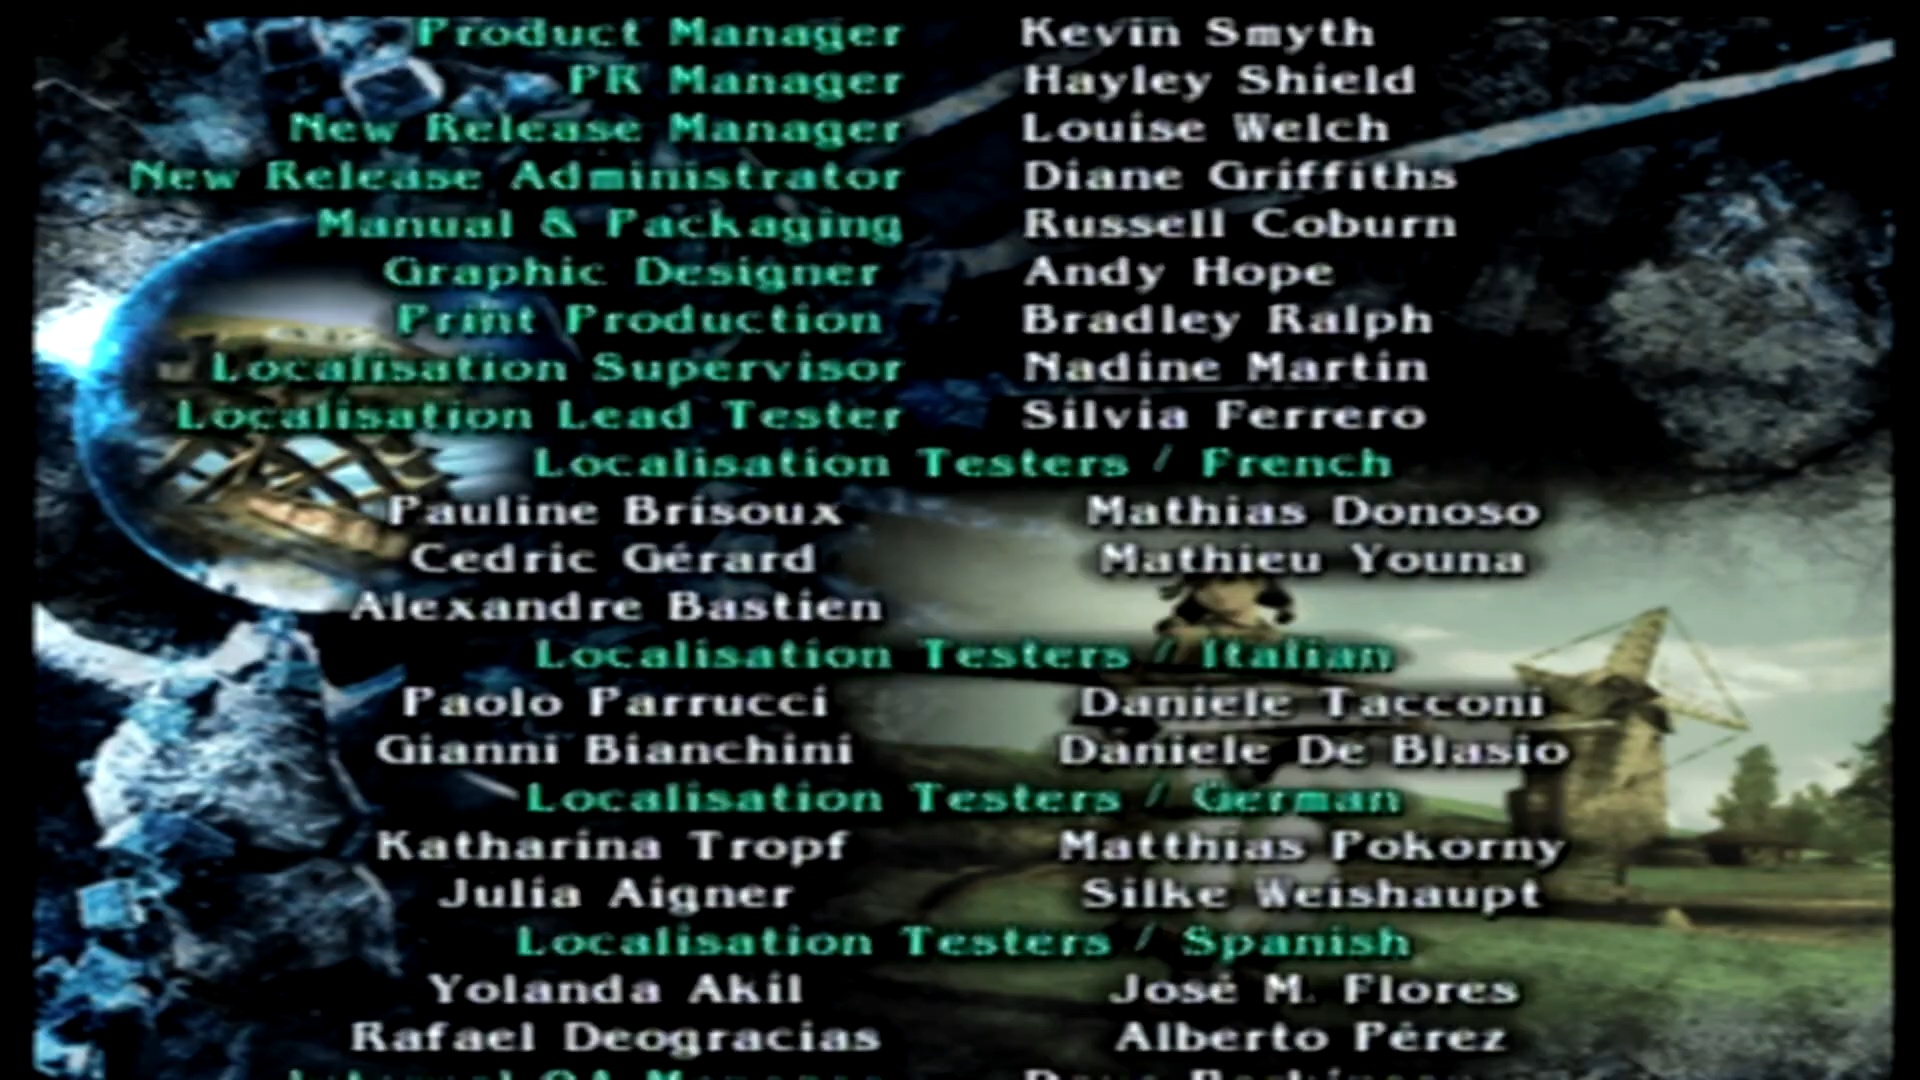 Product Manager Kevin Smyth
PR Manager Hayley Shield
New Release Manager Louise Welch
New Release Administrator Diane Griffiths
Manual & Packaging Russell Coburn
Graphic Designer Andy Hope
Print Production Bradley Ralph
Localisation Supervisor Nadine Martin
Localisation Lead Tester Silvia Ferrero
Localisation Testers / French
Pauline Brisoux Mathias Donoso
Cedric Gérard Mathieu Youna
Alexandre Bastien
Localisation Testers / Italian
Paolo Parrucci Daniele Tacconi
Gianni Bianchini Daniele De Blasio
Localisation Testers / German
Katharina Tropf Matthias Pokorny
Julia Aigner Silke Weishaupt
Localisation Testers / Spanish
Yolanda Akil José M. Flores
Rafael Deogracias Alberto Pérez